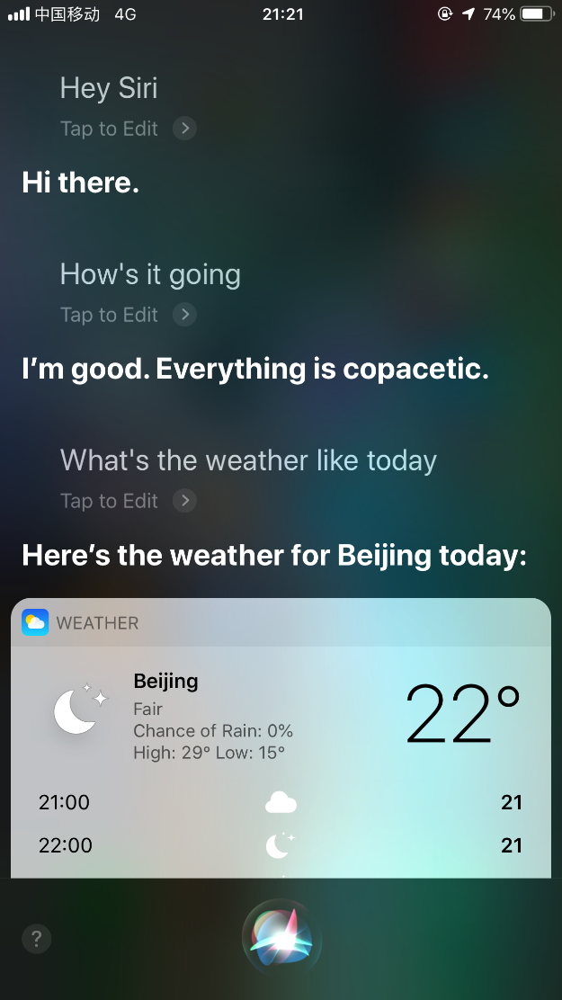 中国移动 4G 21:21 74%
Hey Siri
Tap to Edit
Hi there.
How's it going
Tap to Edit
I’m good. Everything is copacetic.
What's the weather like today
Tap to Edit
Here’s the weather for Beijing today:
WEATHER
Beijing
Fair
Chance of Rain: 0%
High: 29° Low: 15°
22°
21:00 21
22:00 21
?